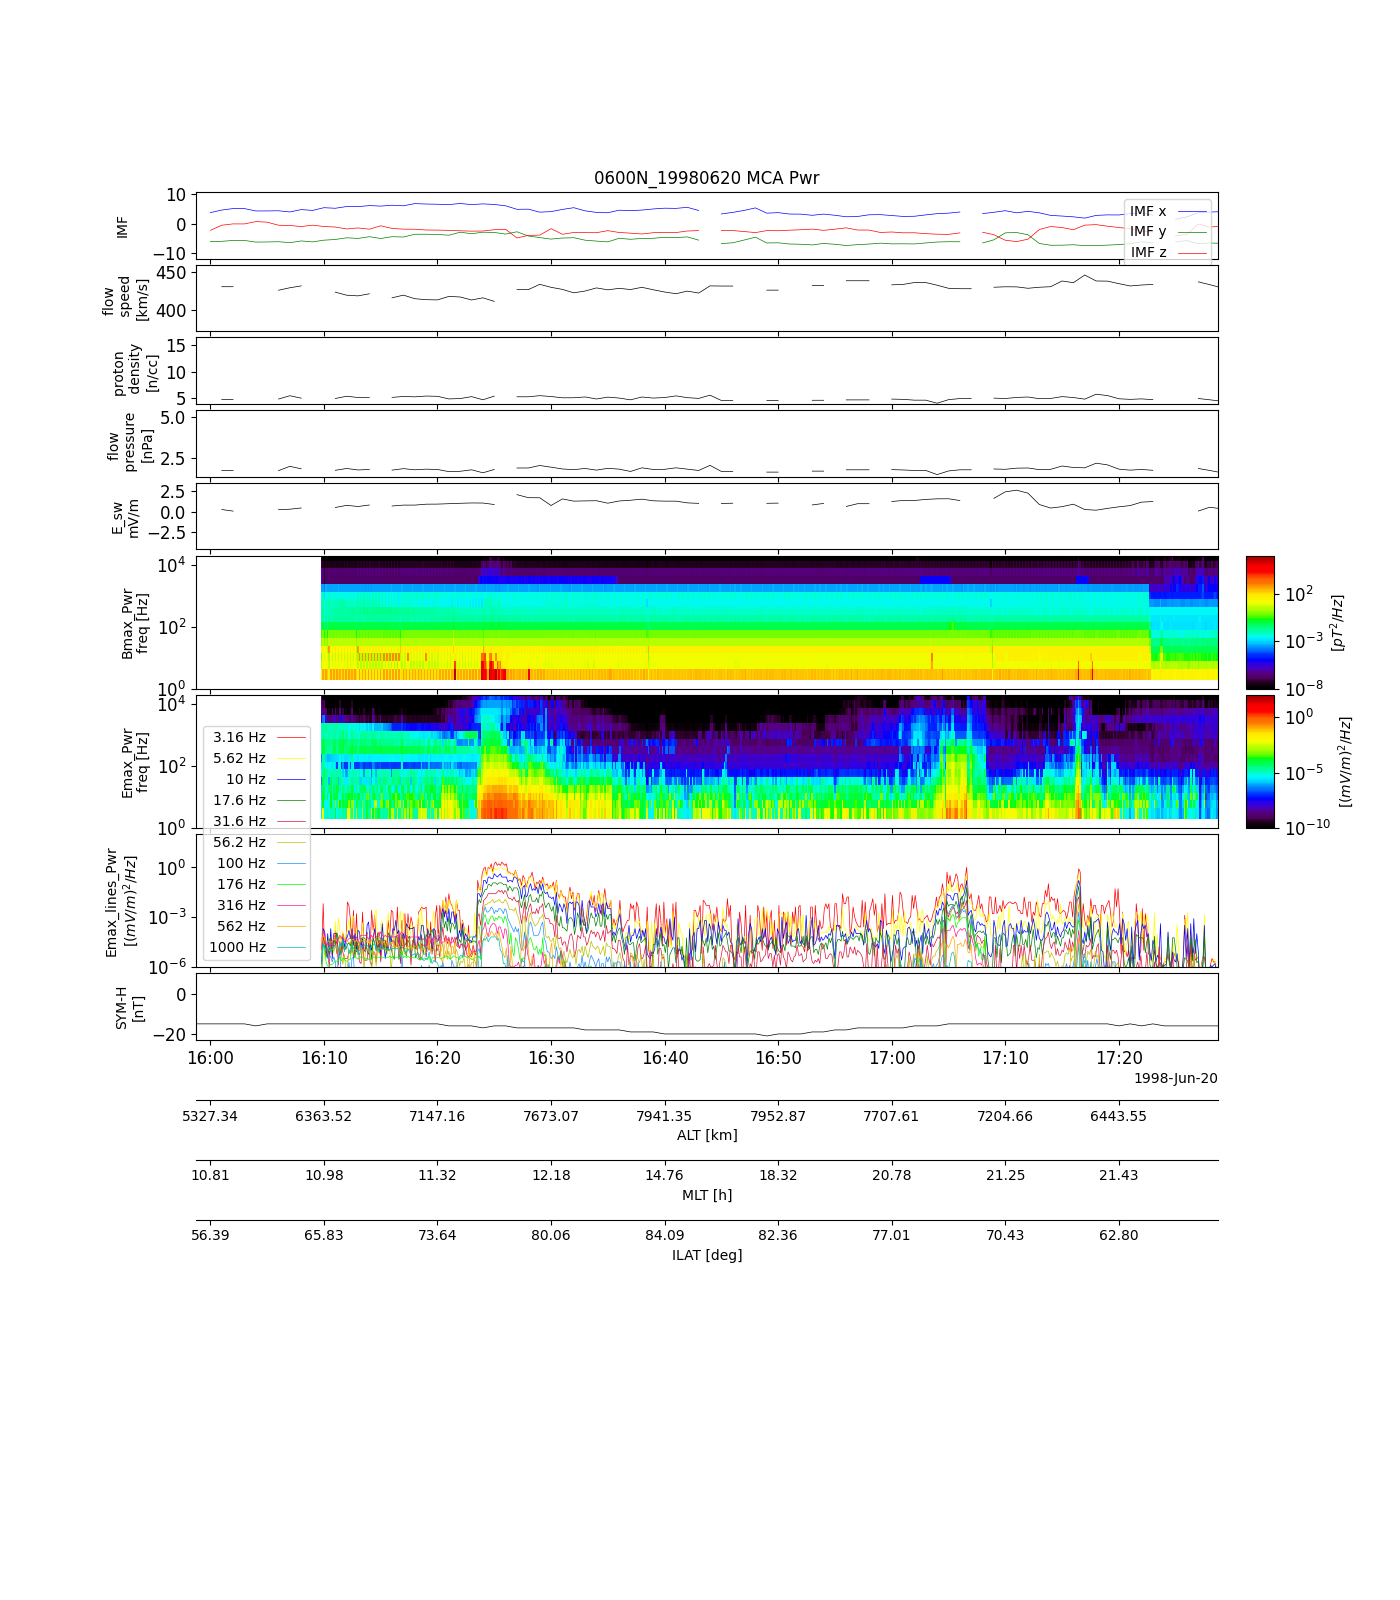 0600N_19980620 MCA Pwr
10
0
−10
IMF
IMF x
IMF y
IMF z
450
400
flow
speed
[km/s]
15
10
5
proton
density
[n/cc]
5.0
2.5
flow
pressure
[nPa]
2.5
0.0
−2.5
E_sw
mV/m
10^4
10^2
10^0
Bmax_Pwr
freq [Hz]
10^2
10^−3
10^−8
[pT^2/Hz]
10^4
10^2
10^0
Emax_Pwr
freq [Hz]
10^0
10^−5
10^−10
[(mV/m)^2/Hz]
3.16 Hz
5.62 Hz
10 Hz
17.6 Hz
31.6 Hz
56.2 Hz
100 Hz
176 Hz
316 Hz
562 Hz
1000 Hz
10^0
10^−3
10^−6
Emax_lines_Pwr
[(mV/m)^2/Hz]
0
−20
SYM-H
[nT]
16:00 16:10 16:20 16:30 16:40 16:50 17:00 17:10 17:20
1998-Jun-20
5327.34 6363.52 7147.16 7673.07 7941.35 7952.87 7707.61 7204.66 6443.55
ALT [km]
10.81 10.98 11.32 12.18 14.76 18.32 20.78 21.25 21.43
MLT [h]
56.39 65.83 73.64 80.06 84.09 82.36 77.01 70.43 62.80
ILAT [deg]